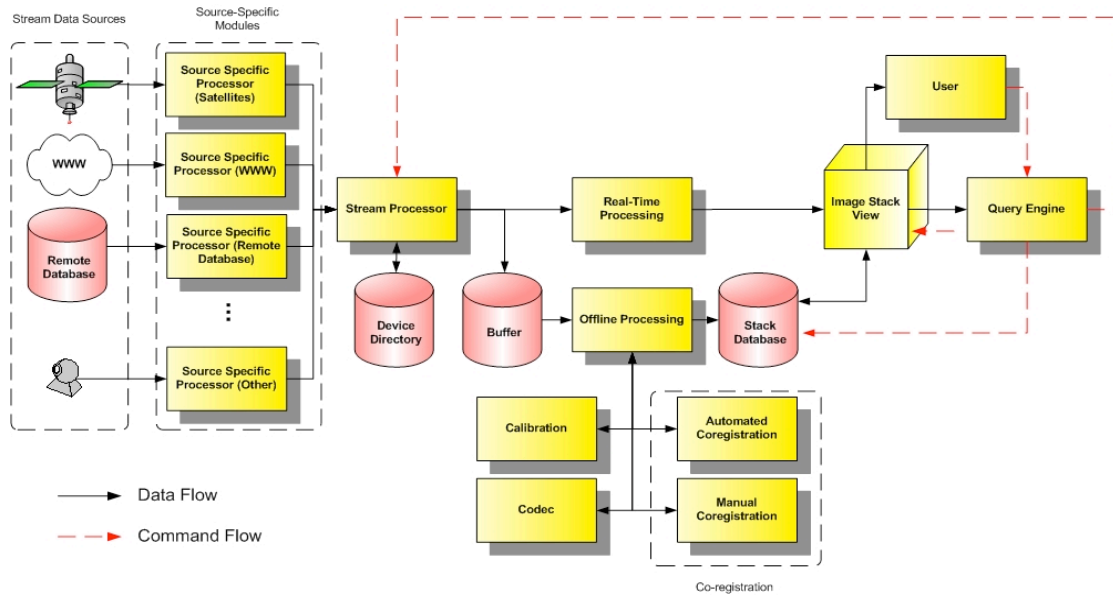 Stream Data Sources
Source-Specific
Modules
Source Specific
Processor
(Satellites)
WWW
Source Specific
Processor (WWW)
Remote
Database
Source Specific
Processor (Remote
Database)
Source Specific
Processor (Other)
Stream Processor
Device
Directory
Buffer
Real-Time
Processing
Offline Processing
Stack
Database
Image Stack
View
User
Query Engine
Calibration
Automated
Coregistration
Codec
Manual
Coregistration
Co-registration
Data Flow
Command Flow